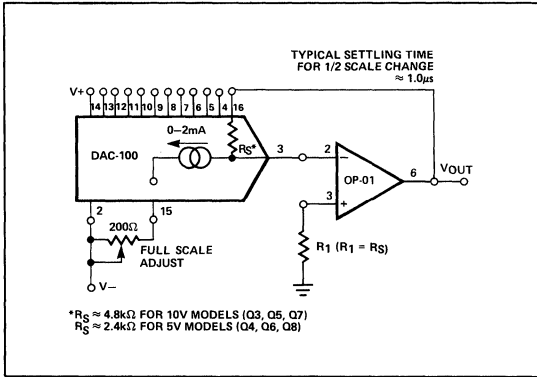 TYPICAL SETTLING TIME
FOR 1/2 SCALE CHANGE
≈ 1.0μs
V+
14 13 12 11 10 9 8 7 6 5 4 16
0–2mA
RS*
DAC-100
3
2
–
OP-01
6
VOUT
3
+
2
15
200Ω
FULL SCALE
ADJUST
R1 (R1 = RS)
V–
*RS ≈ 4.8kΩ FOR 10V MODELS (Q3, Q5, Q7)
RS ≈ 2.4kΩ FOR 5V MODELS (Q4, Q6, Q8)